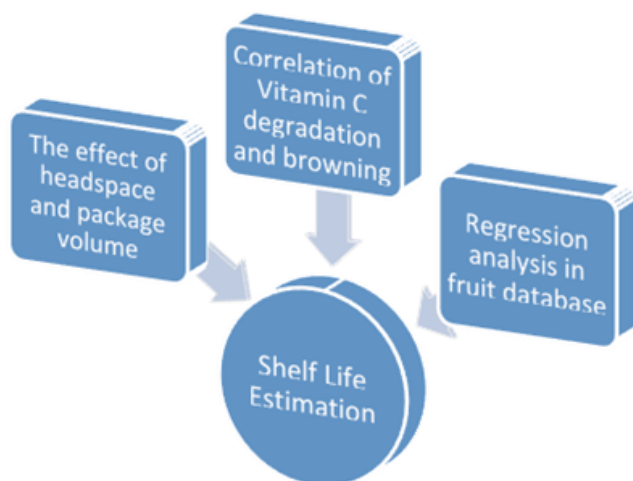 The effect of
headspace
and package
volume
Correlation of
Vitamin C
degradation
and browning
Regression
analysis in
fruit database
Shelf Life
Estimation